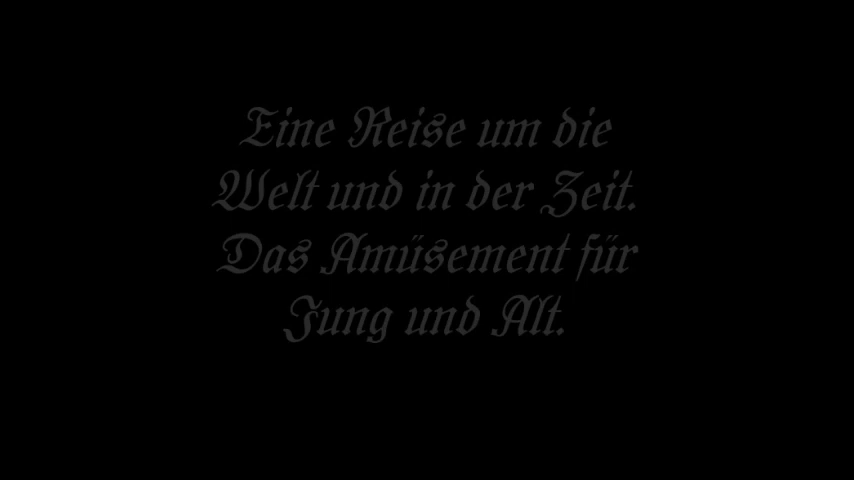 Eine Reise um die
Welt und in der Zeit.
Das Amüsement für
Jung und Alt.